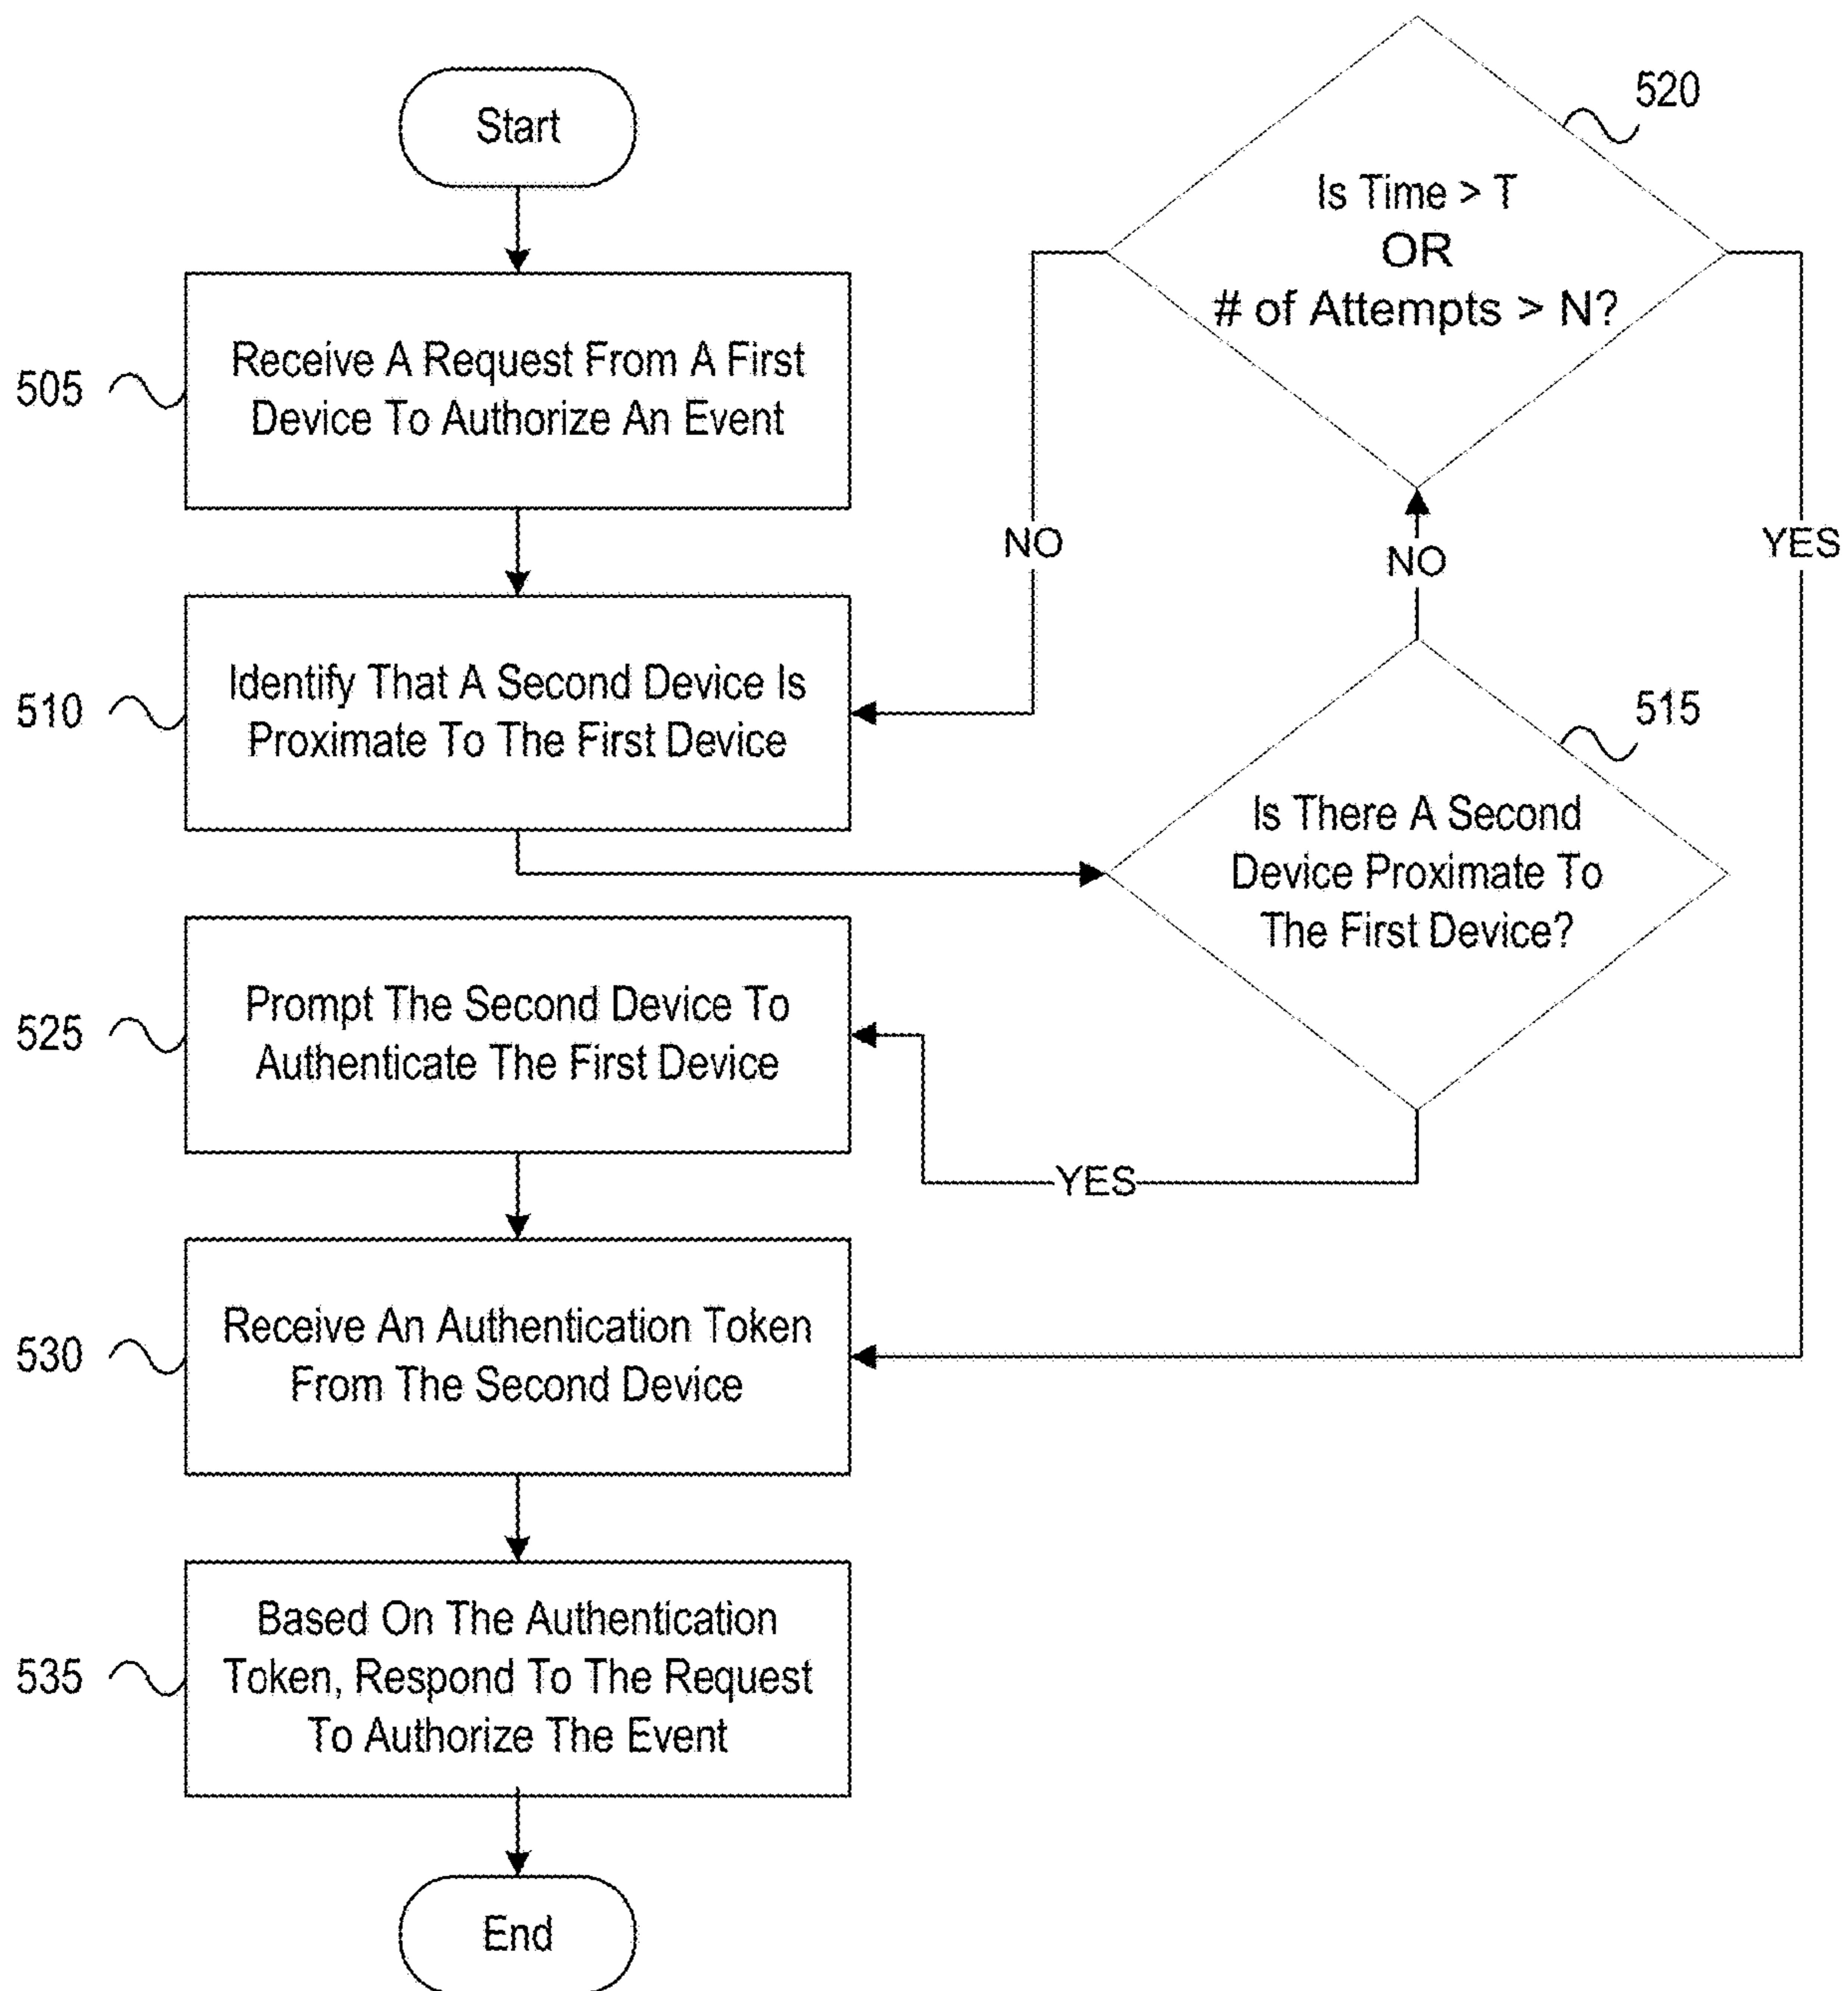 Start
505
Receive A Request From A First
Device To Authorize An Event
510
Identify That A Second Device Is
Proximate To The First Device
520
Is Time > T
OR
# of Attempts > N?
NO
YES
NO
515
Is There A Second
Device Proximate To
The First Device?
YES
525
Prompt The Second Device To
Authenticate The First Device
530
Receive An Authentication Token
From The Second Device
535
Based On The Authentication
Token, Respond To The Request
To Authorize The Event
End